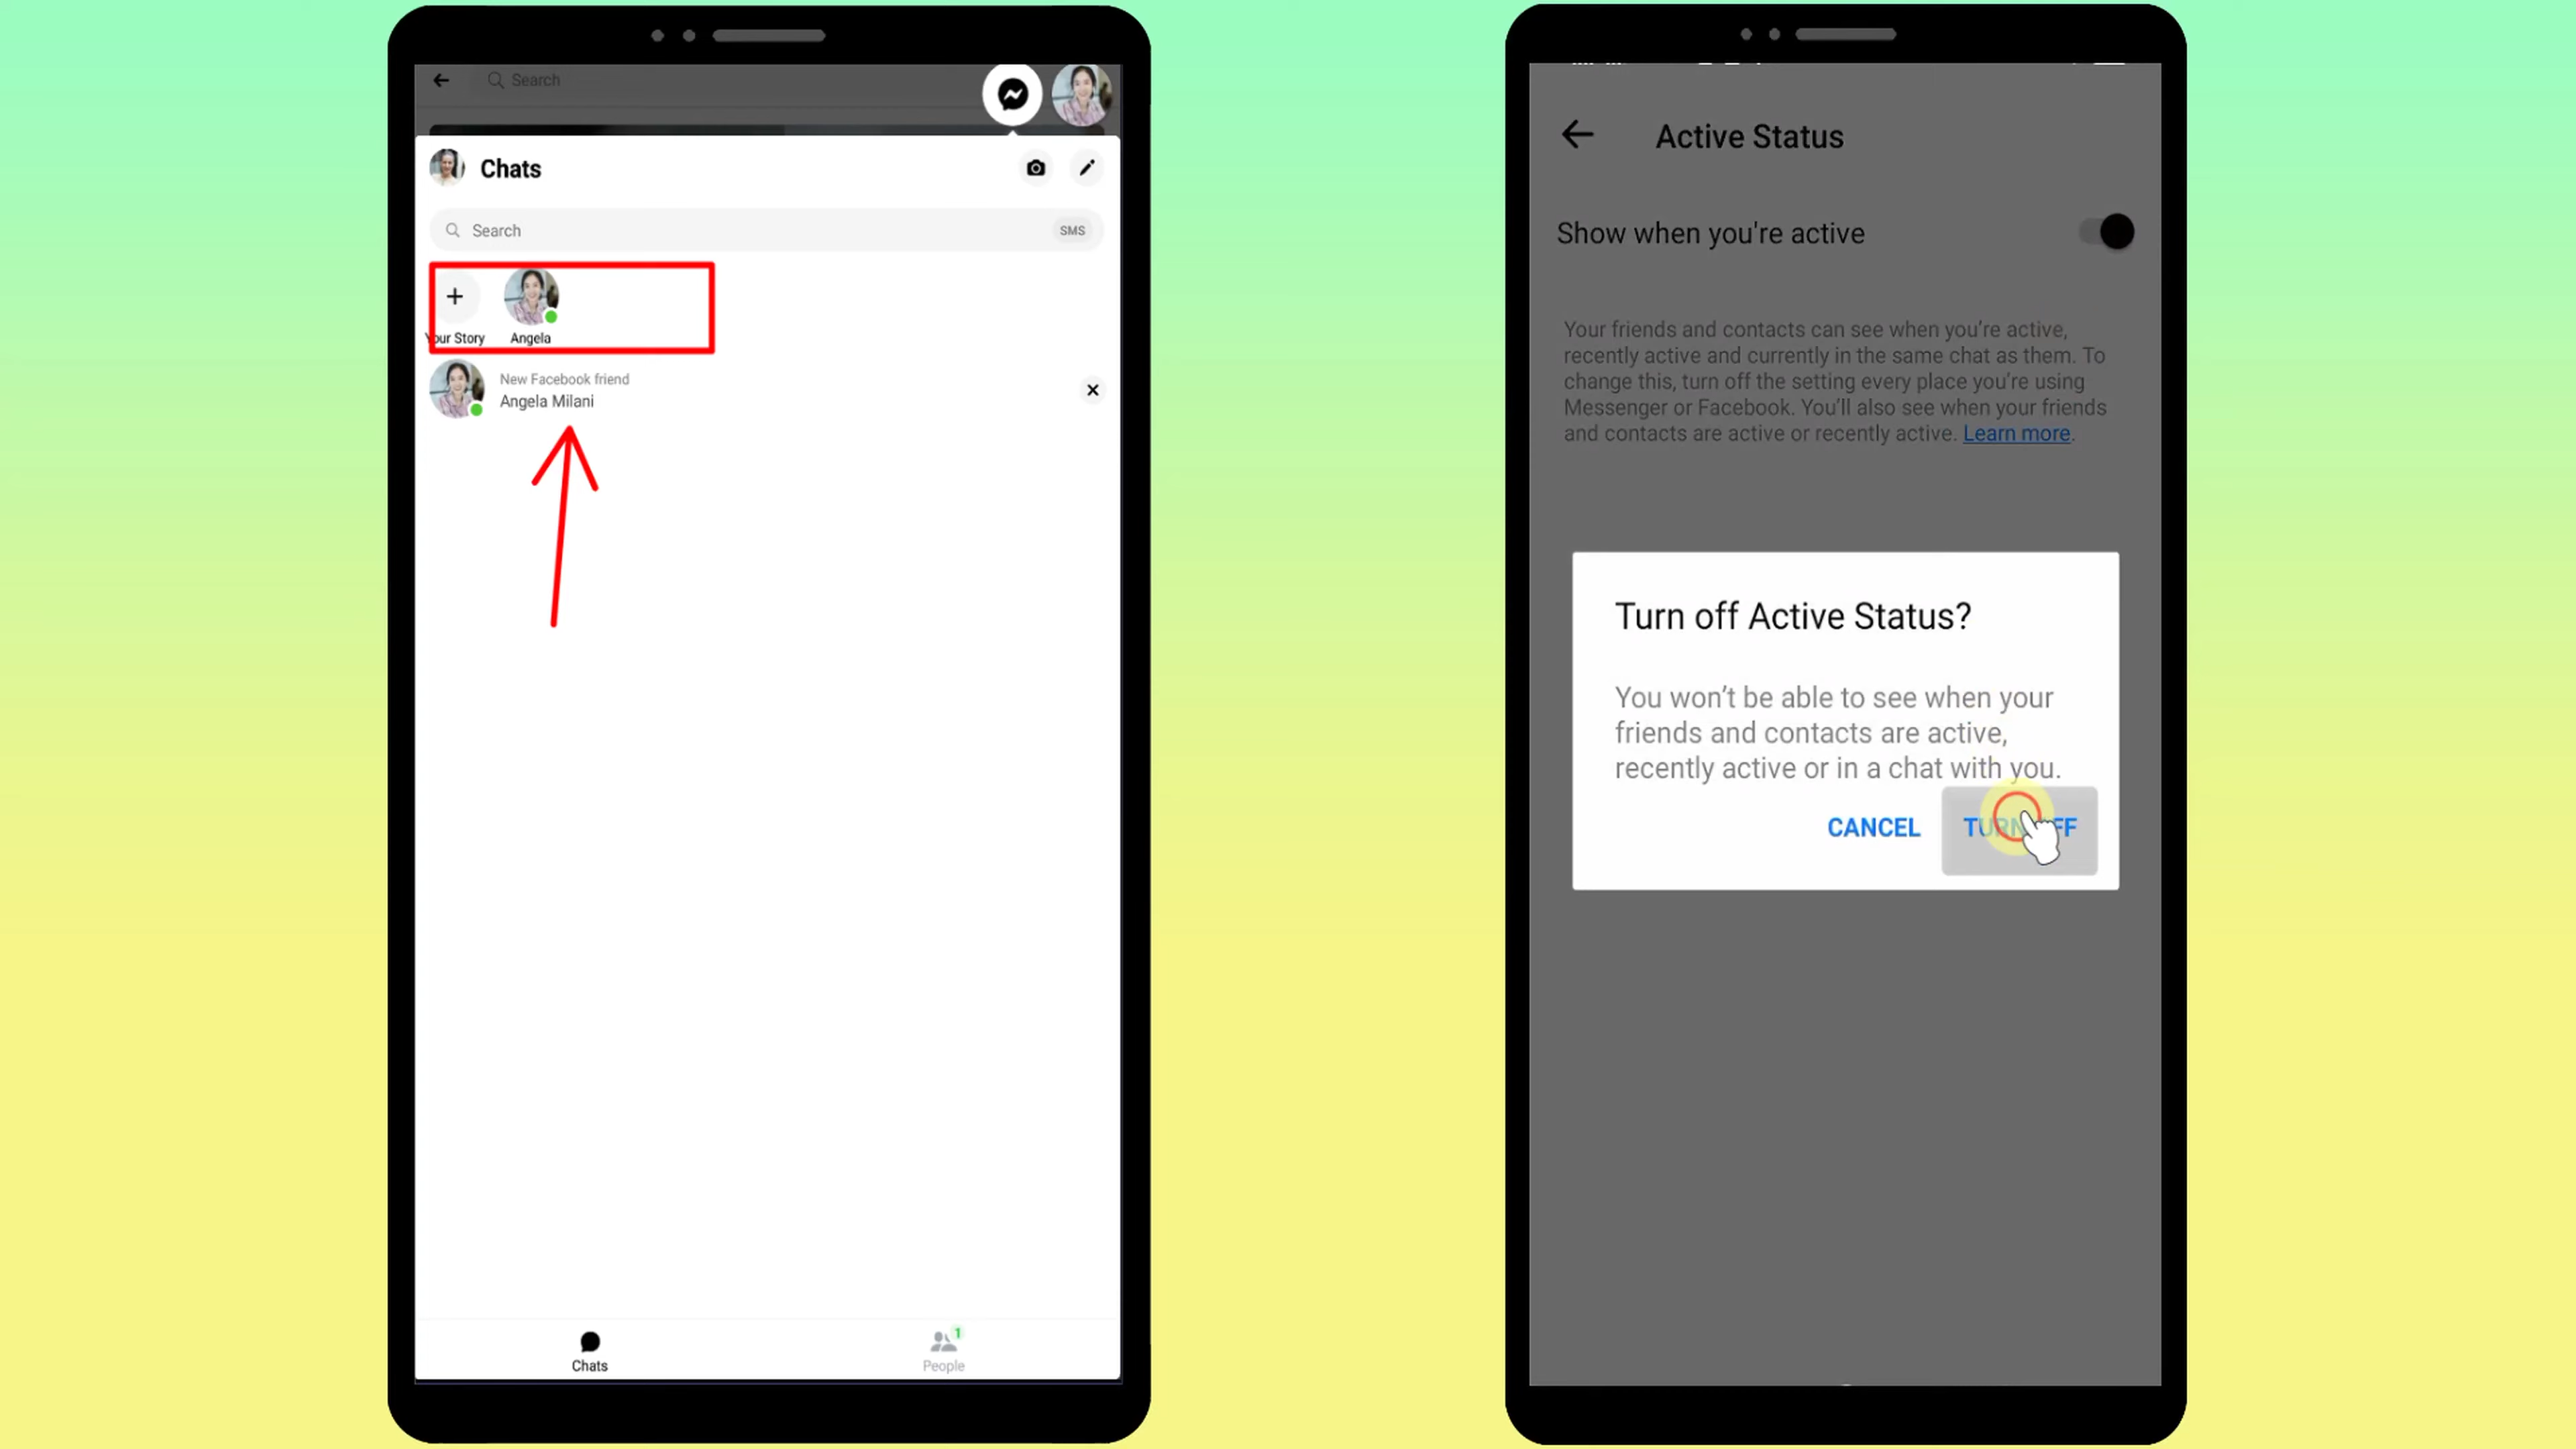 Search
Chats
Search
SMS
Your Story
Angela
New Facebook friend
Angela Milani
Chats
1
People
Active Status
Show when you're active
Your friends and contacts can see when you're active,
recently active and currently in the same chat as them. To
change this, turn off the setting every place you're using
Messenger or Facebook. You'll also see when your friends
and contacts are active or recently active. Learn more.
Turn off Active Status?
You won't be able to see when your
friends and contacts are active,
recently active or in a chat with you.
CANCEL
TURN OFF